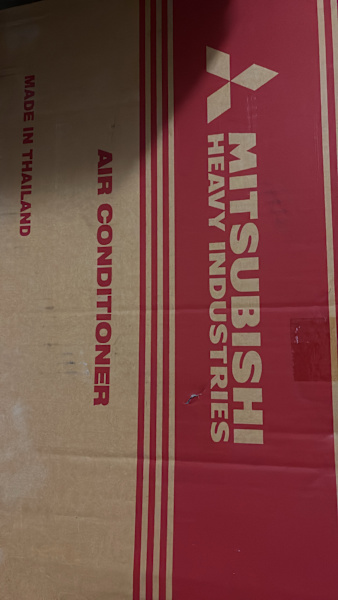 MITSUBISHI
HEAVY INDUSTRIES
AIR CONDITIONER
MADE IN THAILAND